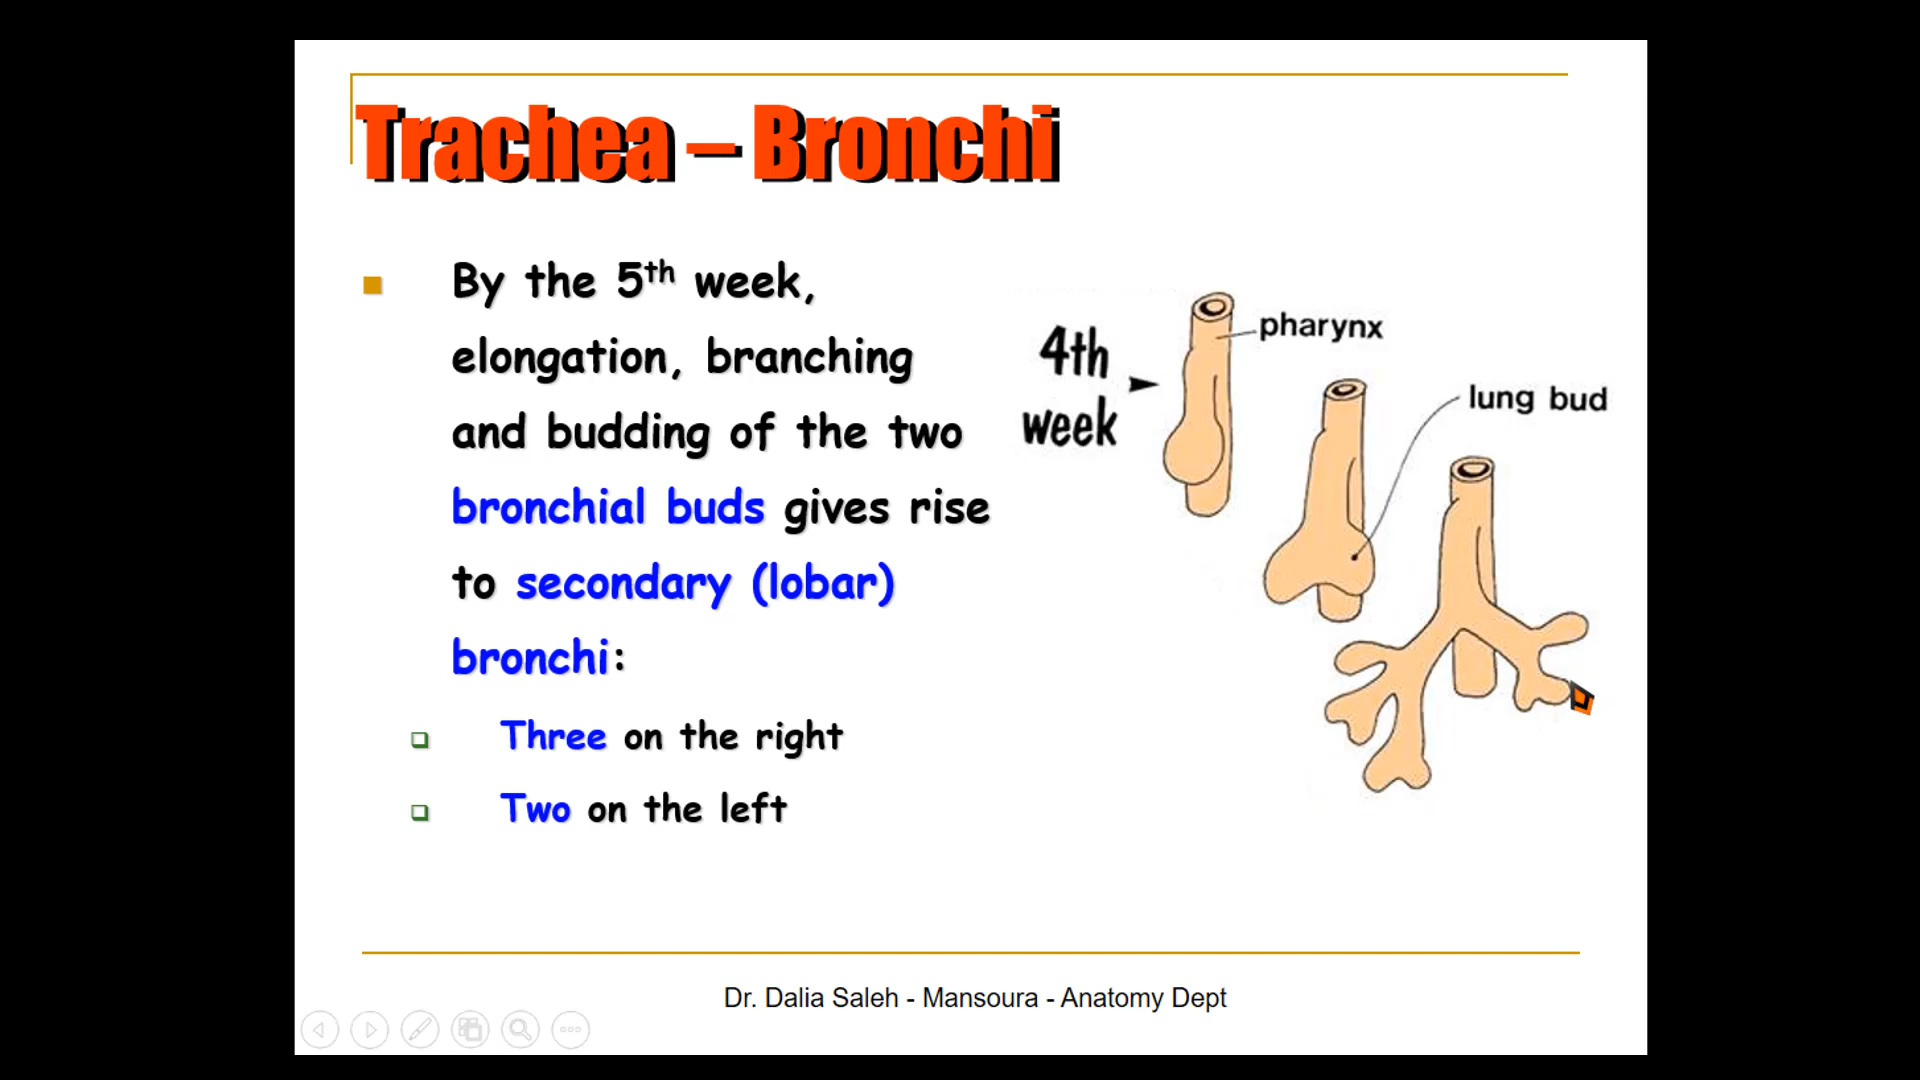 Trachea – Bronchi
By the 5th week,
elongation, branching
and budding of the two
bronchial buds gives rise
to secondary (lobar)
bronchi:
Three on the right
Two on the left
4th
week
pharynx
lung bud
Dr. Dalia Saleh - Mansoura - Anatomy Dept